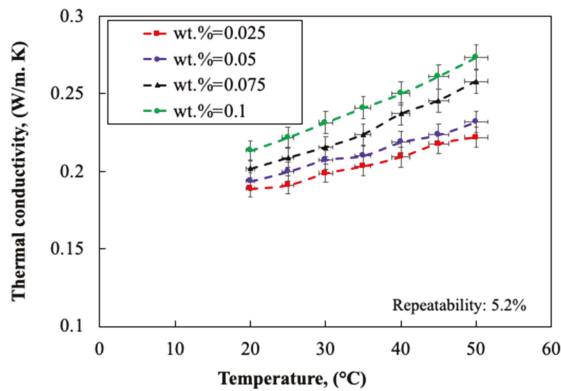 0.3
0.25
0.2
0.15
0.1
Thermal conductivity, (W/m. K)
wt.%=0.025
wt.%=0.05
wt.%=0.075
wt.%=0.1
Repeatability: 5.2%
0 10 20 30 40 50 60
Temperature, (°C)